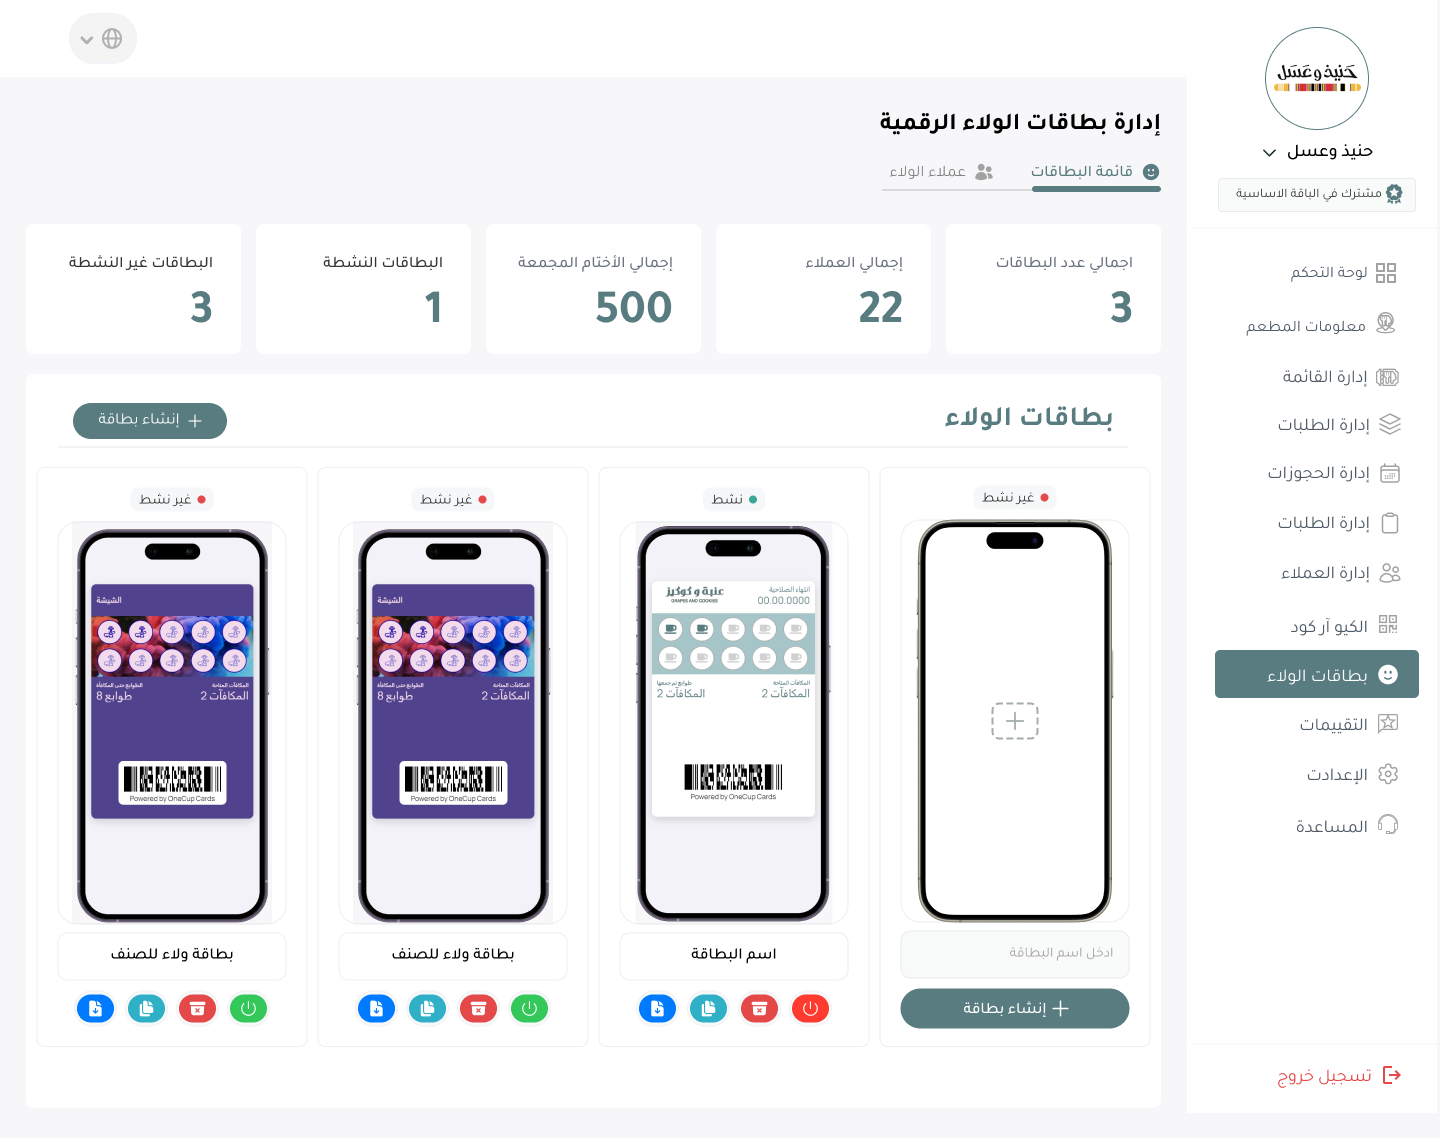 حنيذ وعسل
حنيذ وعسل
مشترك في الباقة الاساسية
لوحة التحكم
معلومات المطعم
إدارة القائمة
إدارة الطلبات
إدارة الحجوزات
إدارة الطلبات
إدارة العملاء
الكيو آر كود
بطاقات الولاء
التقييمات
الإعدادت
المساعدة
تسجيل خروج
إدارة بطاقات الولاء الرقمية
قائمة البطاقات
عملاء الولاء
اجمالي عدد البطاقات
3
إجمالي العملاء
22
إجمالي الأختام المجمعة
500
البطاقات النشطة
1
البطاقات غير النشطة
3
بطاقات الولاء
إنشاء بطاقة
غير نشط
ادخل اسم البطاقة
إنشاء بطاقة
نشط
انتهاء الصلاحية
00.00.0000
عنبة و كوكيز
GRAPES AND COOKIES
المكافآت المتاحة
المكافآت 2
طوابع تم جمعها
المكافآت 2
Powered by OneCup Cards
اسم البطاقة
غير نشط
الشيشة
المكافآت المتاحة
المكافآت 2
الطوابع حتى المكافأة
طوابع 8
Powered by OneCup Cards
بطاقة ولاء للصنف
غير نشط
الشيشة
المكافآت المتاحة
المكافآت 2
الطوابع حتى المكافأة
طوابع 8
Powered by OneCup Cards
بطاقة ولاء للصنف